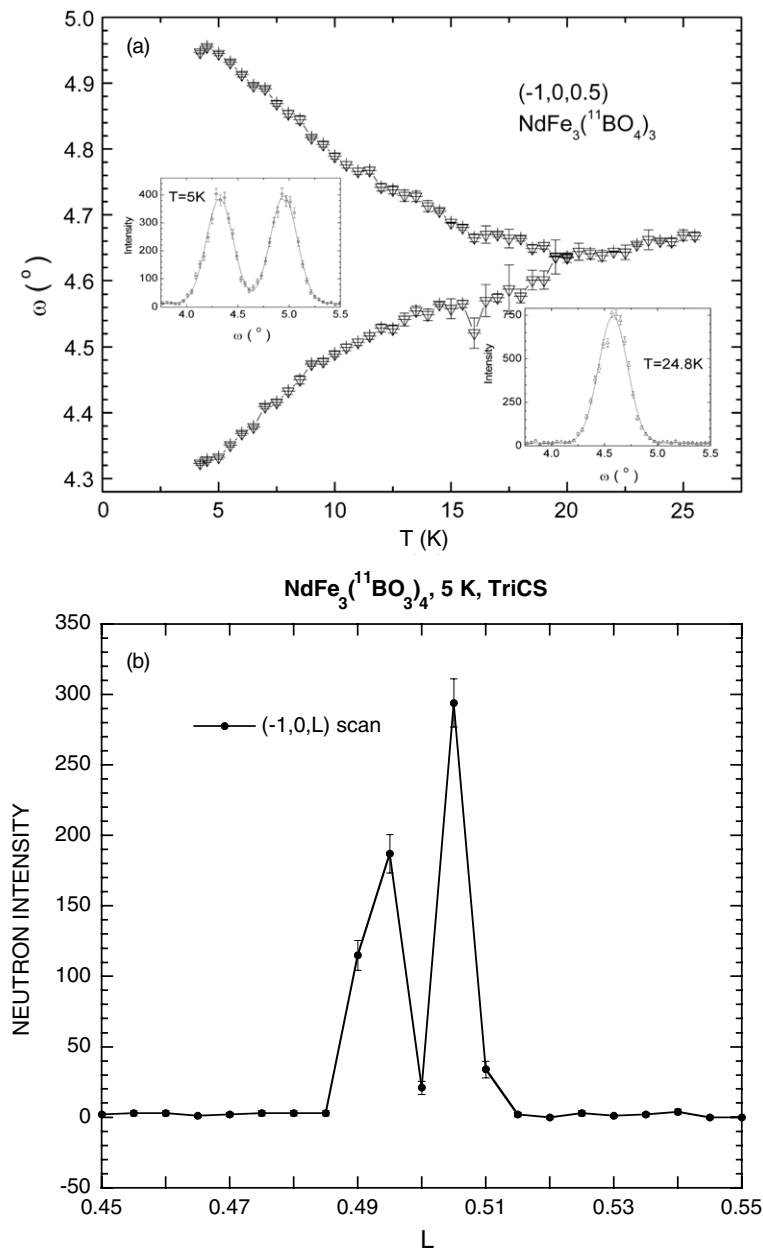 5.0
(a)
4.9
(-1,0,0.5)
NdFe3(11BO4)3
4.8
400
T=5K
300
4.7
Intensity
200
100
ω (°)
4.6
0
4.0 4.5 5.0 5.5
ω (°)
750
4.5
Intensity
500
T=24.8K
250
4.4
0
4.0 4.5 5.0 5.5
ω (°)
4.3
0 5 10 15 20 25
T (K)
NdFe3(11BO3)4, 5 K, TriCS
350
(b)
300
(-1,0,L) scan
250
200
NEUTRON INTENSITY
150
100
50
0
-50
0.45 0.47 0.49 0.51 0.53 0.55
L